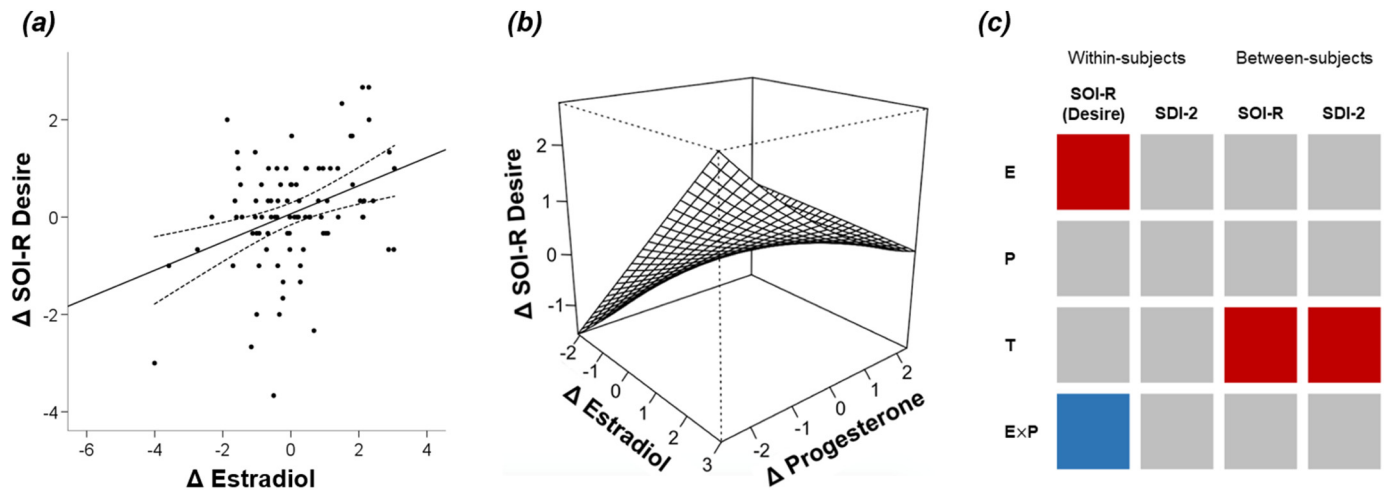 (a)
2
0
-2
-4
-6
-4
-2
0
2
4
Δ SOI-R Desire
Δ Estradiol
(b)
2
1
0
-1
Δ SOI-R Desire
-2
-1
0
1
2
3
Δ Estradiol
-2
-1
0
1
2
Δ Progesterone
(c)
Within-subjects
Between-subjects
SOI-R
(Desire)
SDI-2
SOI-R
SDI-2
E
P
T
E×P